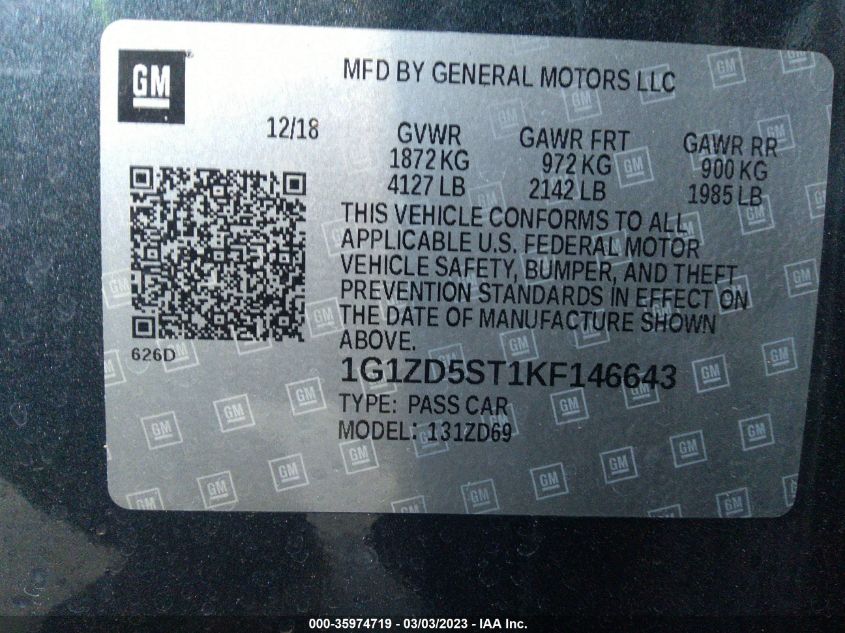 GM
MFD BY GENERAL MOTORS LLC
12/18
GVWR
1872 KG
4127 LB
GAWR FRT
972 KG
2142 LB
GAWR RR
900 KG
1985 LB
THIS VEHICLE CONFORMS TO ALL
APPLICABLE U.S. FEDERAL MOTOR
VEHICLE SAFETY, BUMPER, AND THEFT
PREVENTION STANDARDS IN EFFECT ON
THE DATE OF MANUFACTURE SHOWN
ABOVE.
626D
1G1ZD5ST1KF146643
TYPE: PASS CAR
MODEL: 131ZD69
000-35974719 - 03/03/2023 - IAA Inc.